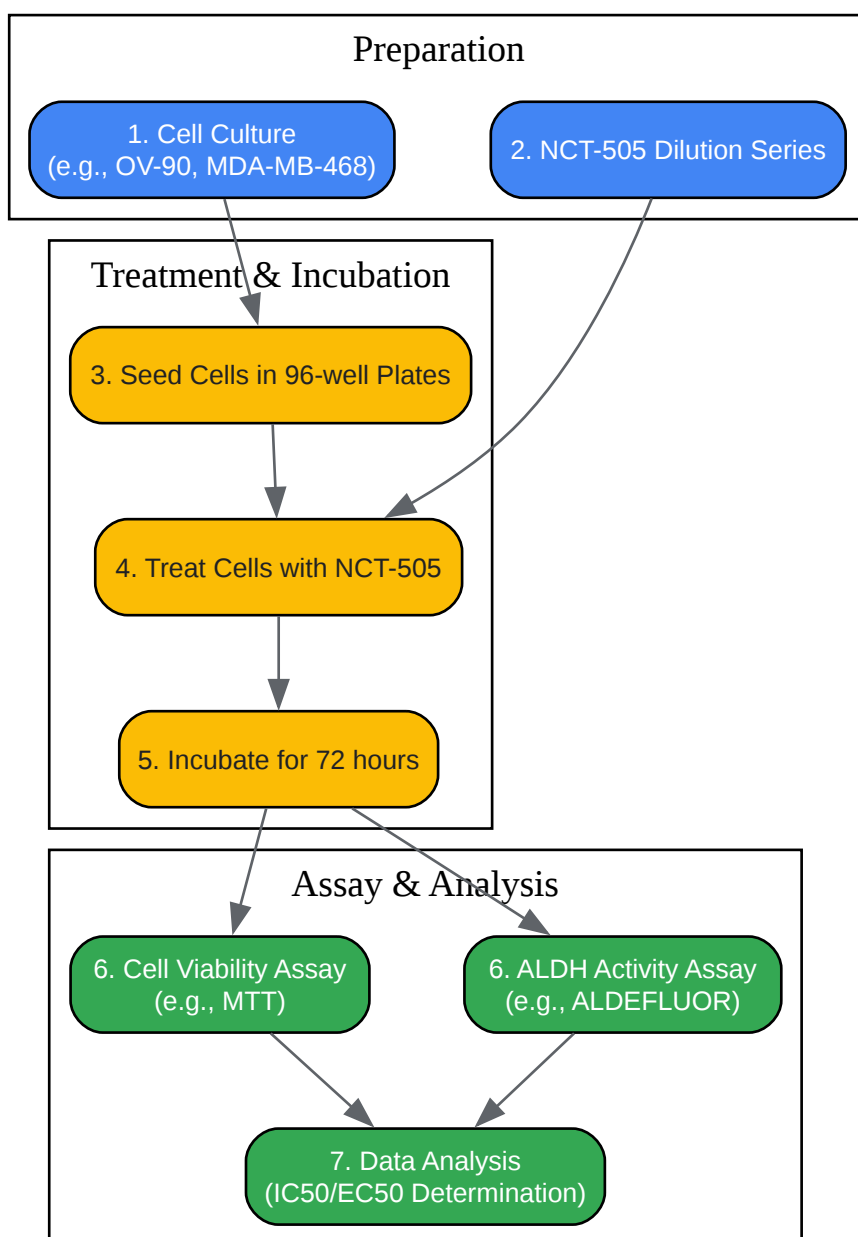 Preparation
1. Cell Culture
(e.g., OV-90, MDA-MB-468)
2. NCT-505 Dilution Series
Treatment & Incubation
3. Seed Cells in 96-well Plates
4. Treat Cells with NCT-505
5. Incubate for 72 hours
Assay & Analysis
6. Cell Viability Assay
(e.g., MTT)
6. ALDH Activity Assay
(e.g., ALDEFLUOR)
7. Data Analysis
(IC50/EC50 Determination)